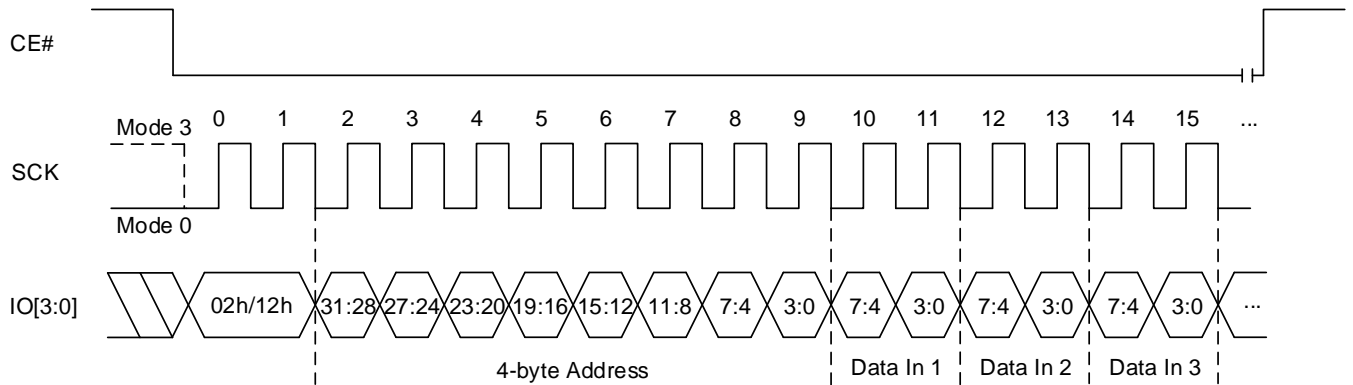 CE#
Mode 3
0 1 2 3 4 5 6 7 8 9 10 11 12 13 14 15 ...
SCK
Mode 0
IO[3:0]
02h/12h 31:28 27:24 23:20 19:16 15:12 11:8 7:4 3:0 7:4 3:0 7:4 3:0 7:4 3:0 ...
4-byte Address Data In 1 Data In 2 Data In 3